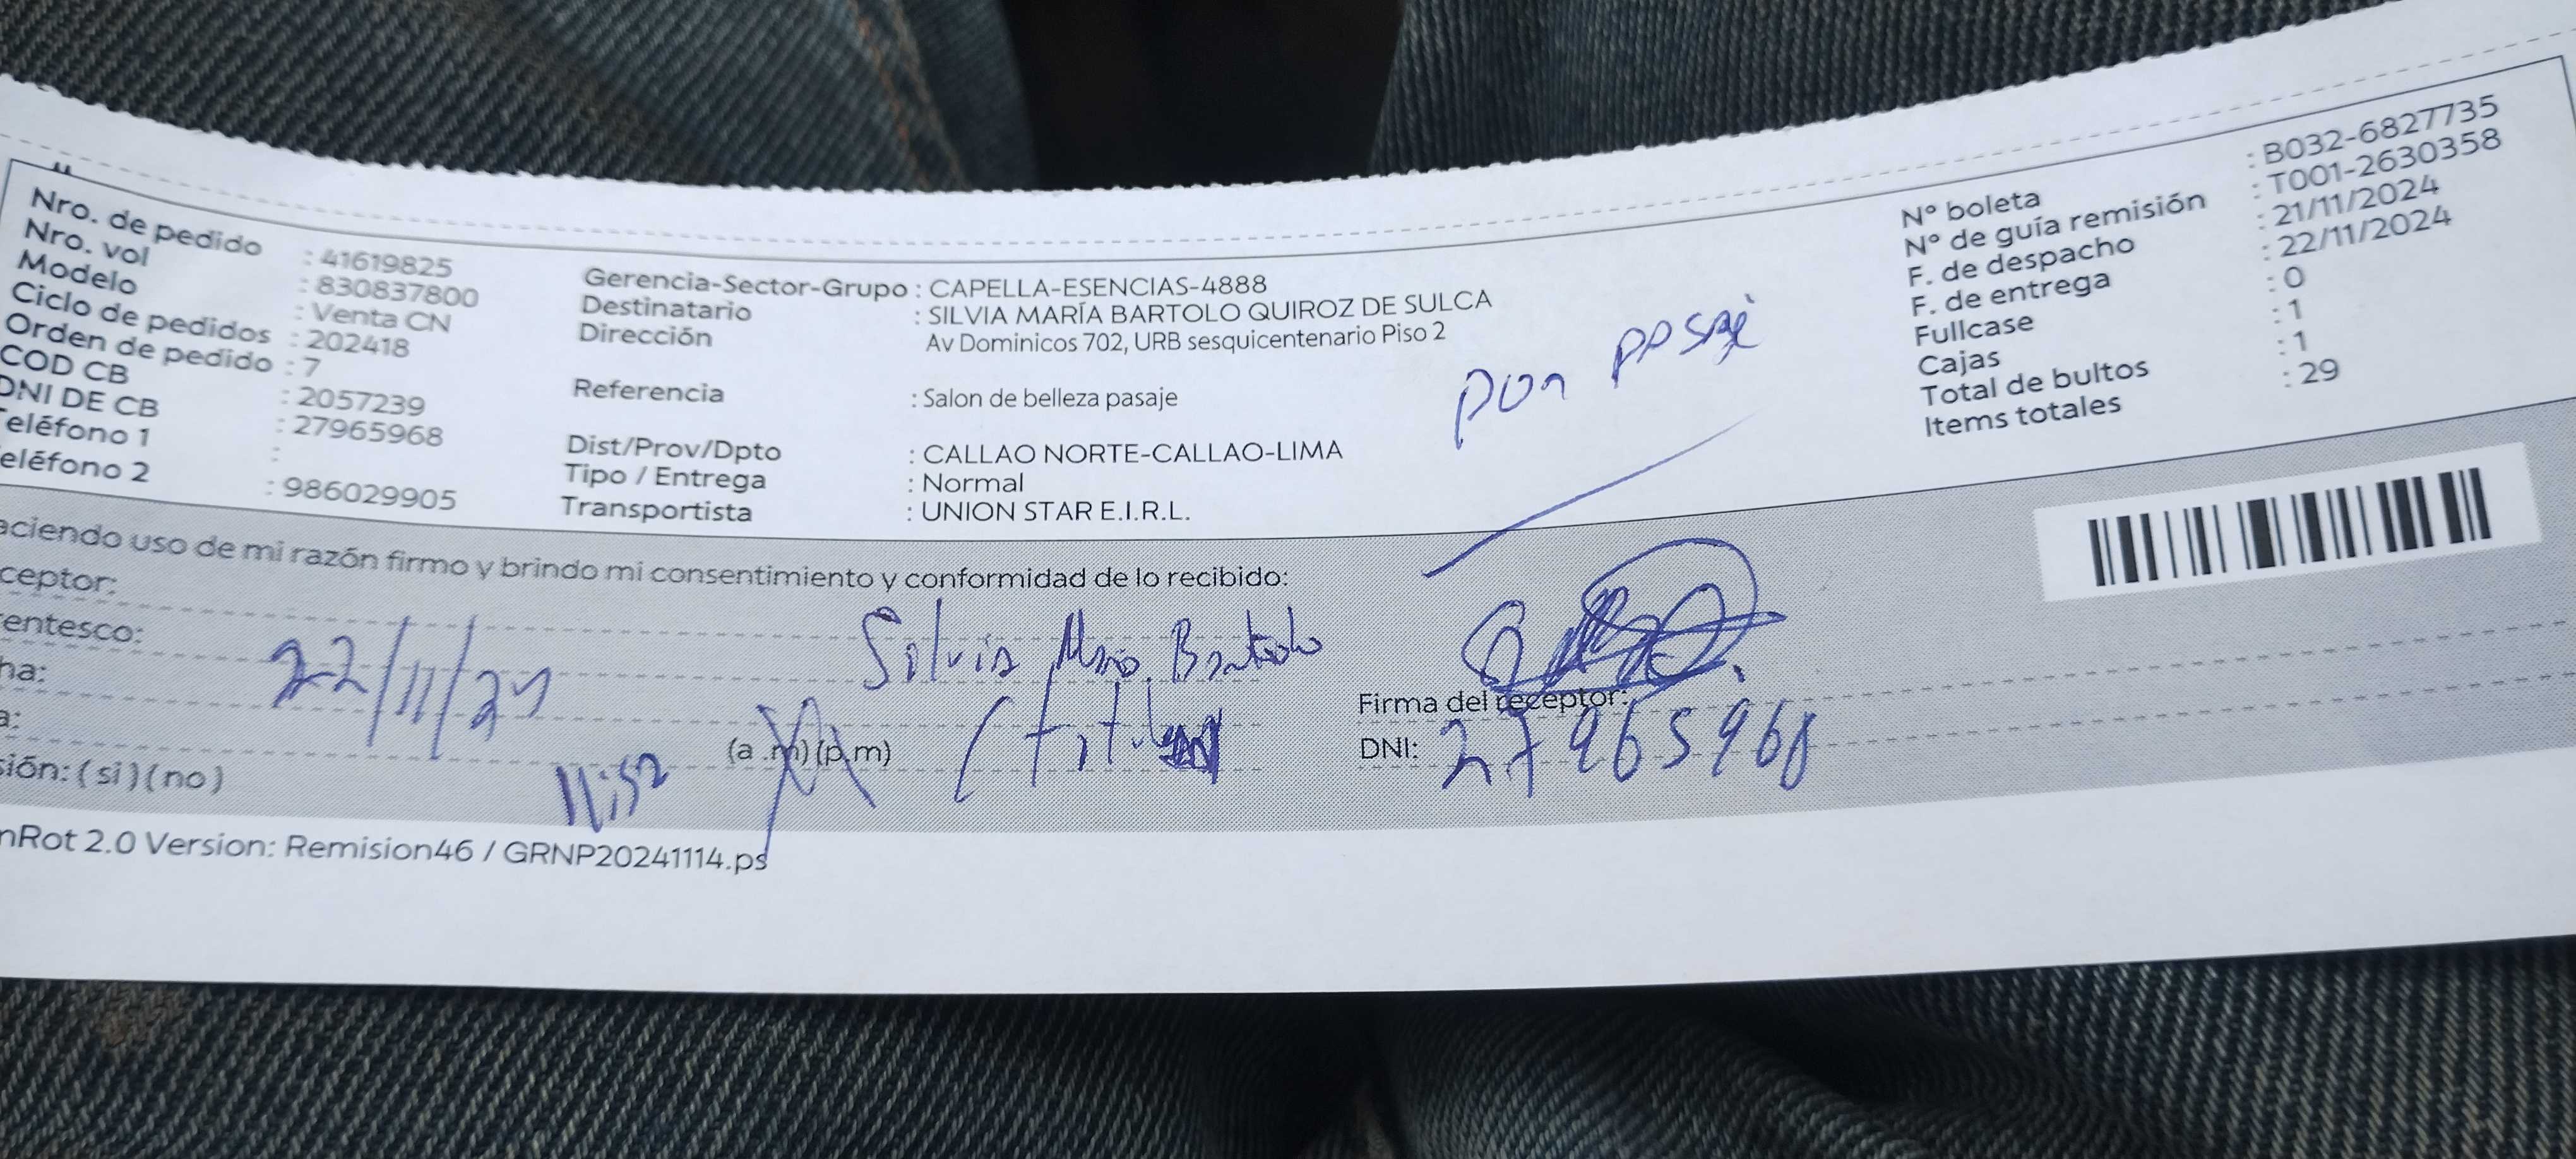 Nro. de pedido : 41619825
Nro. vol : 830837800
Modelo : Venta CN
Ciclo de pedidos : 202418
Orden de pedido : 7
COD CB : 2057239
DNI DE CB : 27965968
Teléfono 1 :
eléfono 2 : 986029905
Gerencia-Sector-Grupo : CAPELLA-ESENCIAS-4888
Destinatario : SILVIA MARÍA BARTOLO QUIROZ DE SULCA
Dirección Av Dominicos 702, URB sesquicentenario Piso 2
Referencia : Salon de belleza pasaje
Dist/Prov/Dpto : CALLAO NORTE-CALLAO-LIMA
Tipo / Entrega : Normal
Transportista : UNION STAR E.I.R.L.
por pasaje
N° boleta : B032-6827735
N° de guía remisión : T001-2630358
F. de despacho : 21/11/2024
F. de entrega : 22/11/2024
Fullcase : 0
Cajas : 1
Total de bultos : 1
Items totales : 29
aciendo uso de mi razón firmo y brindo mi consentimiento y conformidad de lo recibido:
ceptor: Silvia Bartolo
entesco:
ha: 22/11/24
a: 11:52 (a .m) (p.m) (titular
sión: ( si ) ( no )
Firma del receptor:
DNI: 27965968
nRot 2.0 Version: Remision46 / GRNP20241114.ps